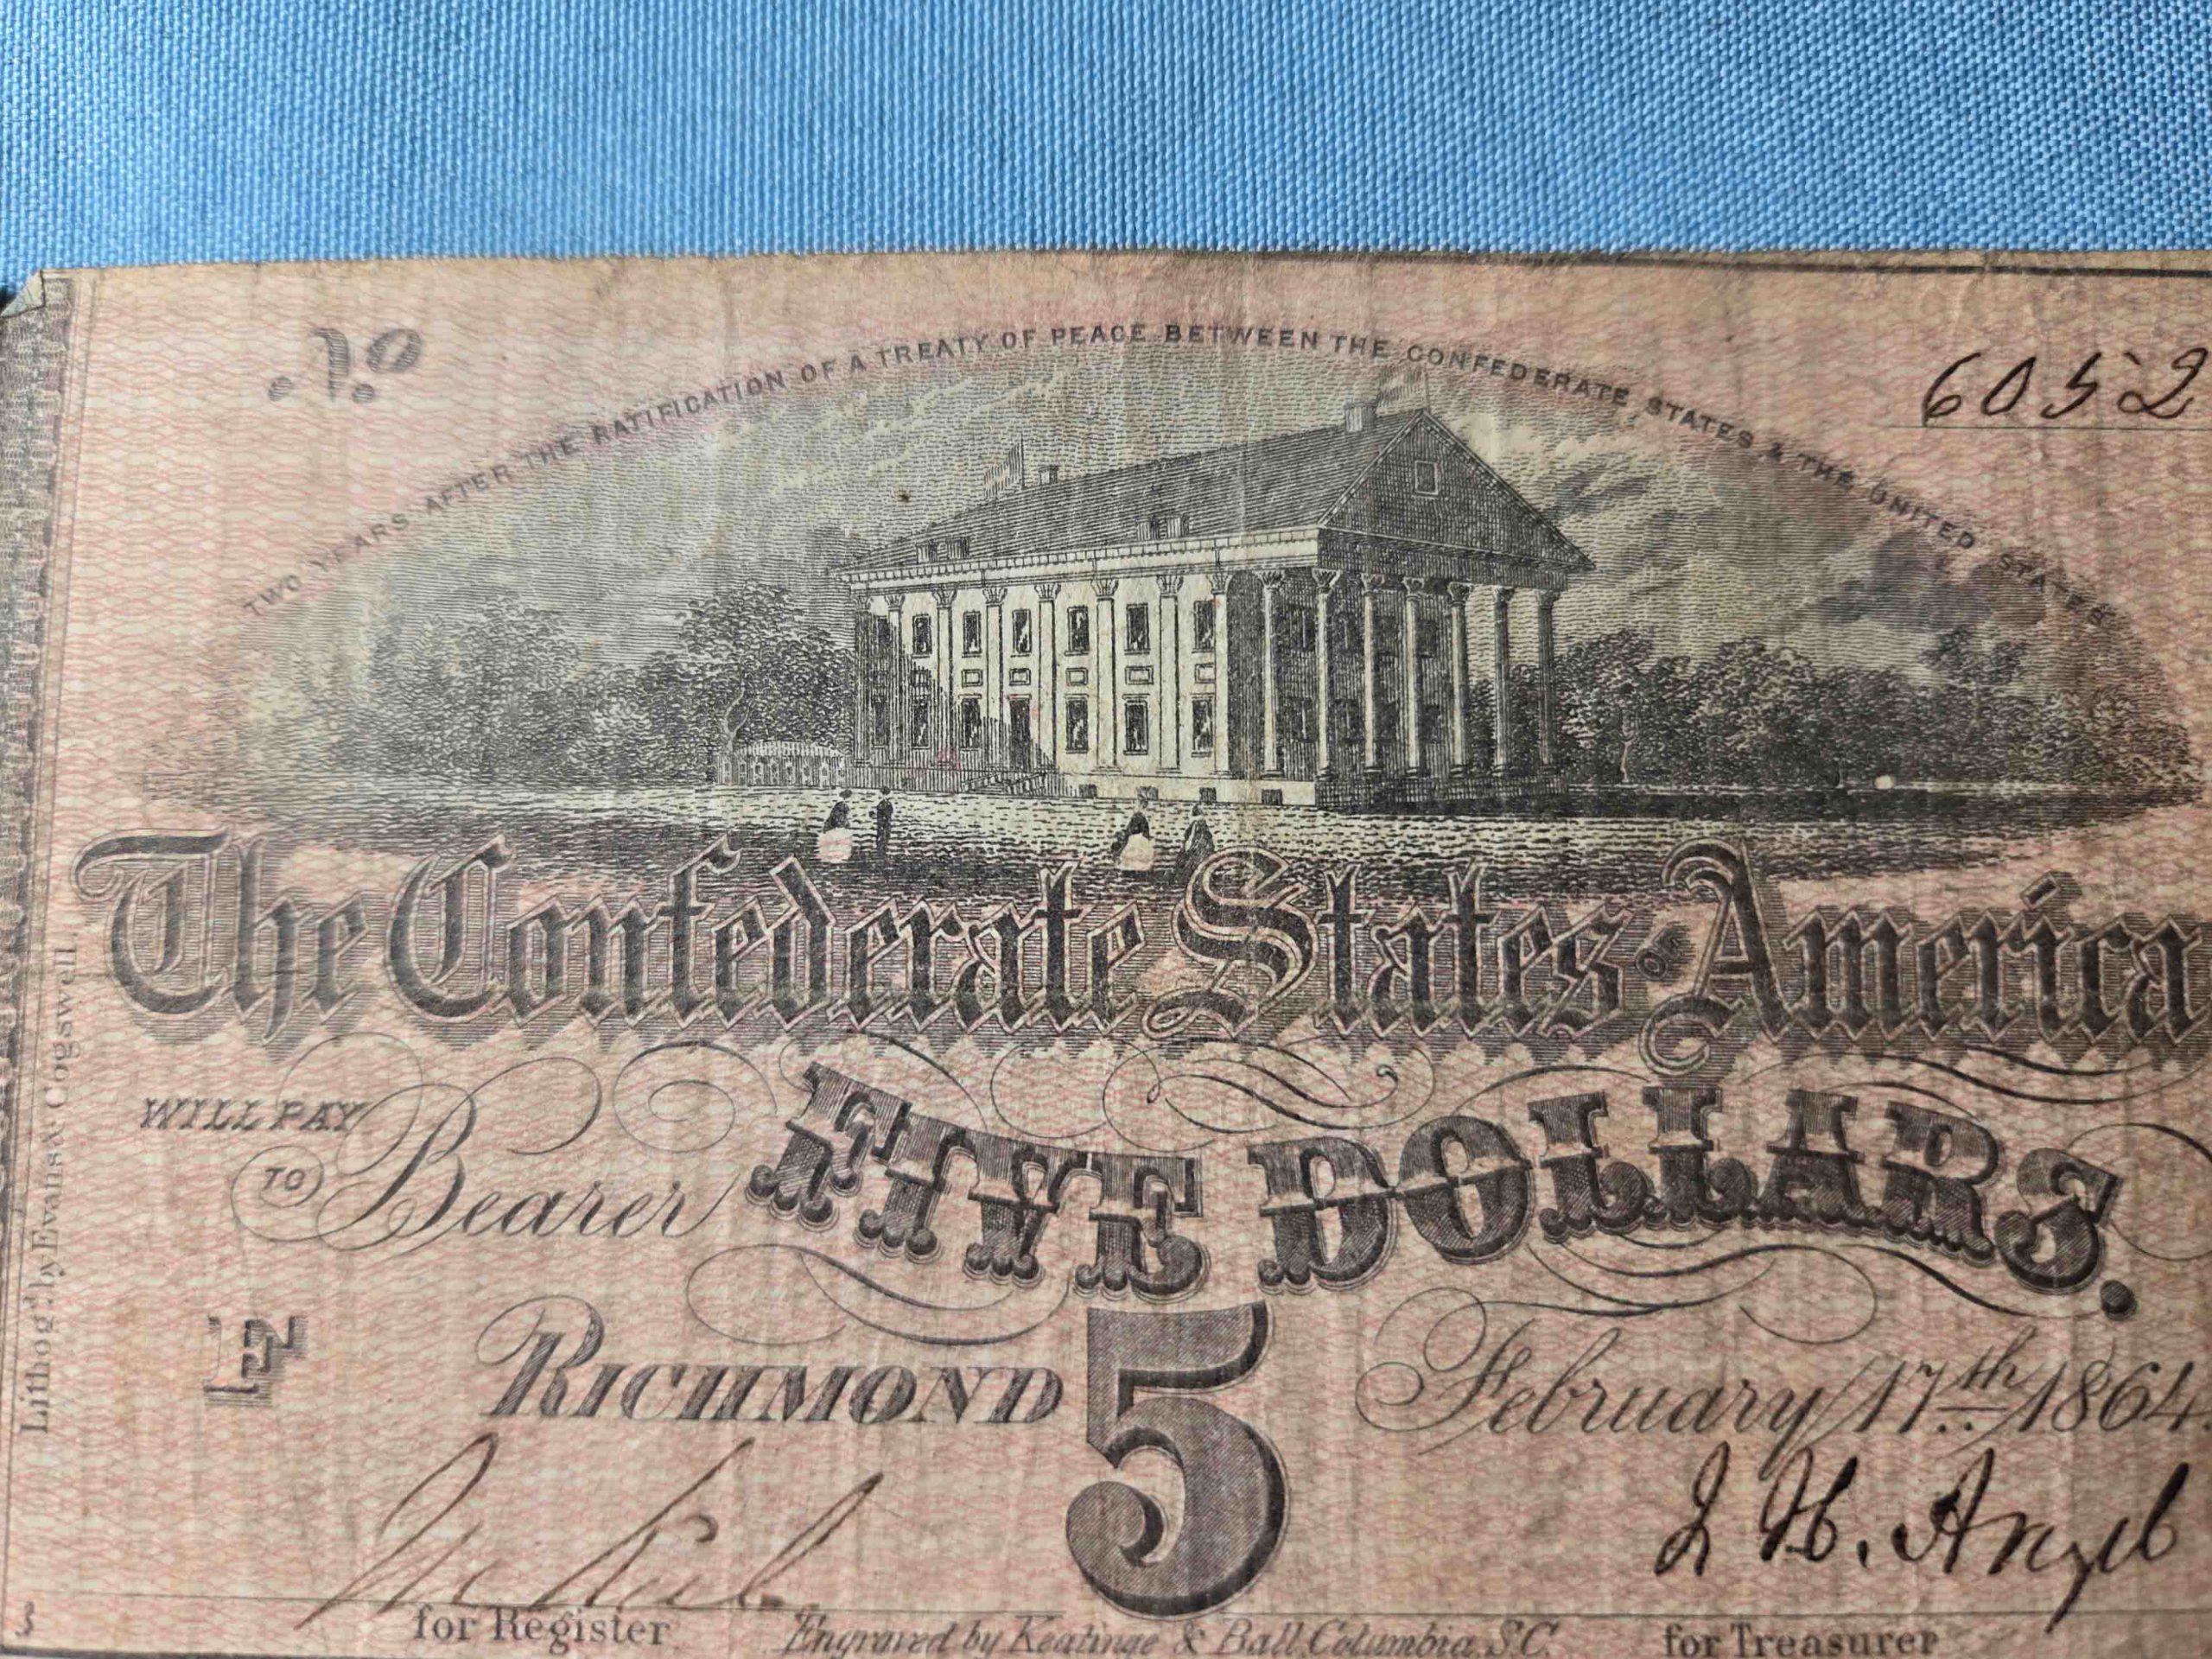 No.
6052
TWO YEARS AFTER THE RATIFICATION OF A TREATY OF PEACE BETWEEN THE CONFEDERATE STATES & THE UNITED STATES
The Confederate States OF America
WILL PAY
TO Bearer
FIVE DOLLARS.
F
RICHMOND 5 February 17th 1864
J H. Angel
for Register
Engraved by Keatinge & Ball, Columbia, S.C.
for Treasurer
3
Lithog'd by Evans & Cogswell